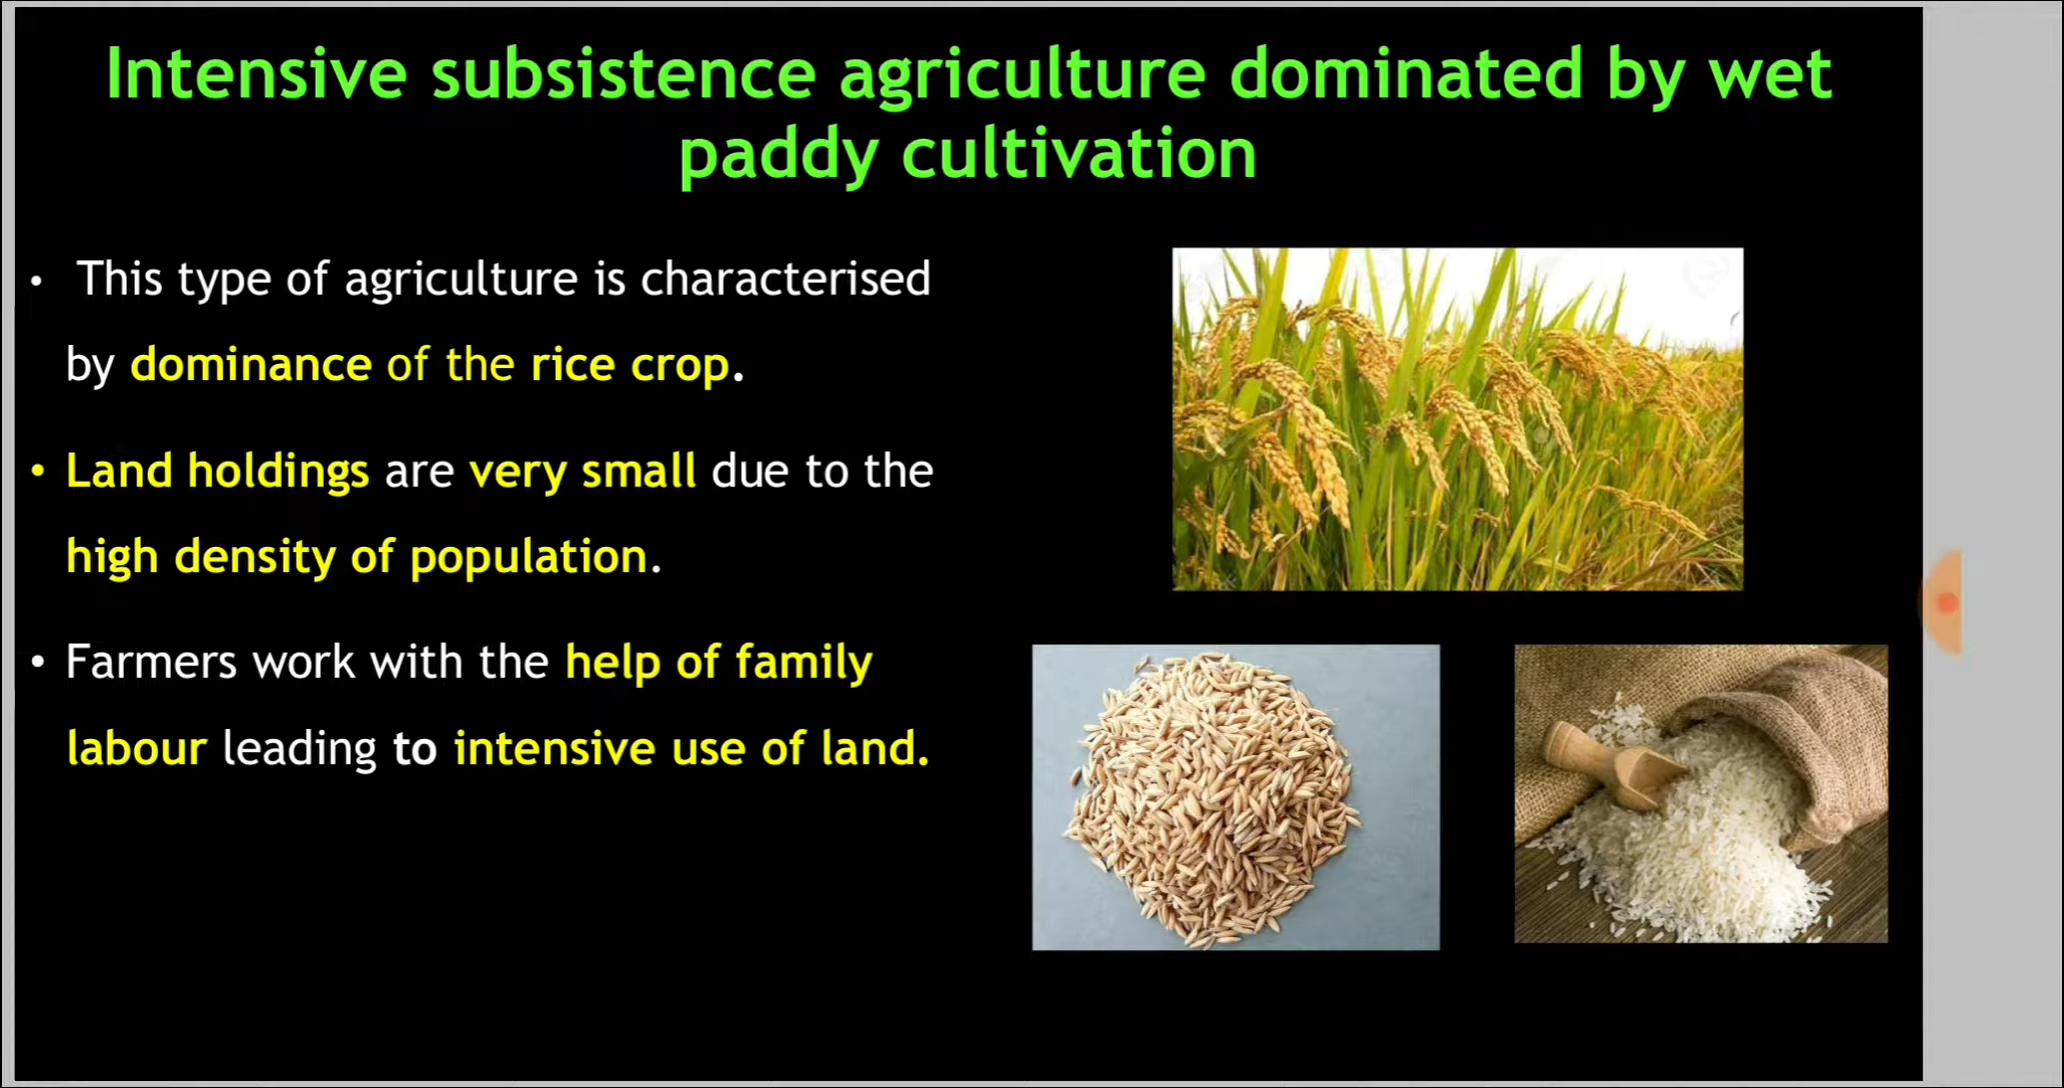 Intensive subsistence agriculture dominated by wet
paddy cultivation
• This type of agriculture is characterised
by dominance of the rice crop.
• Land holdings are very small due to the
high density of population.
• Farmers work with the help of family
labour leading to intensive use of land.